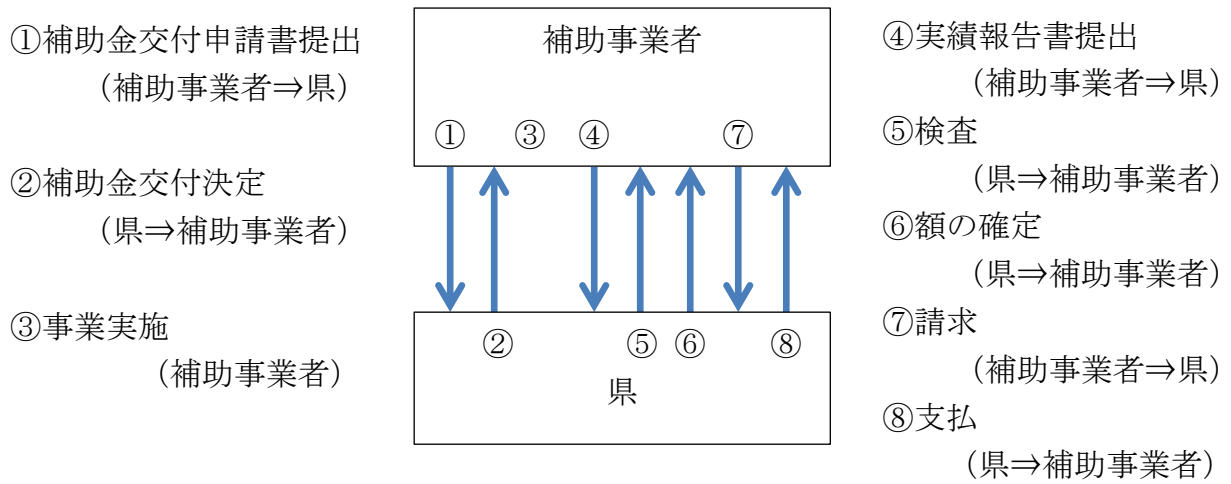 ①補助金交付申請書提出
（補助事業者⇒県）
②補助金交付決定
（県⇒補助事業者）
③事業実施
（補助事業者）
補助事業者
① ③ ④ ⑦
② ⑤ ⑥ ⑧
県
④実績報告書提出
（補助事業者⇒県）
⑤検査
（県⇒補助事業者）
⑥額の確定
（県⇒補助事業者）
⑦請求
（補助事業者⇒県）
⑧支払
（県⇒補助事業者）